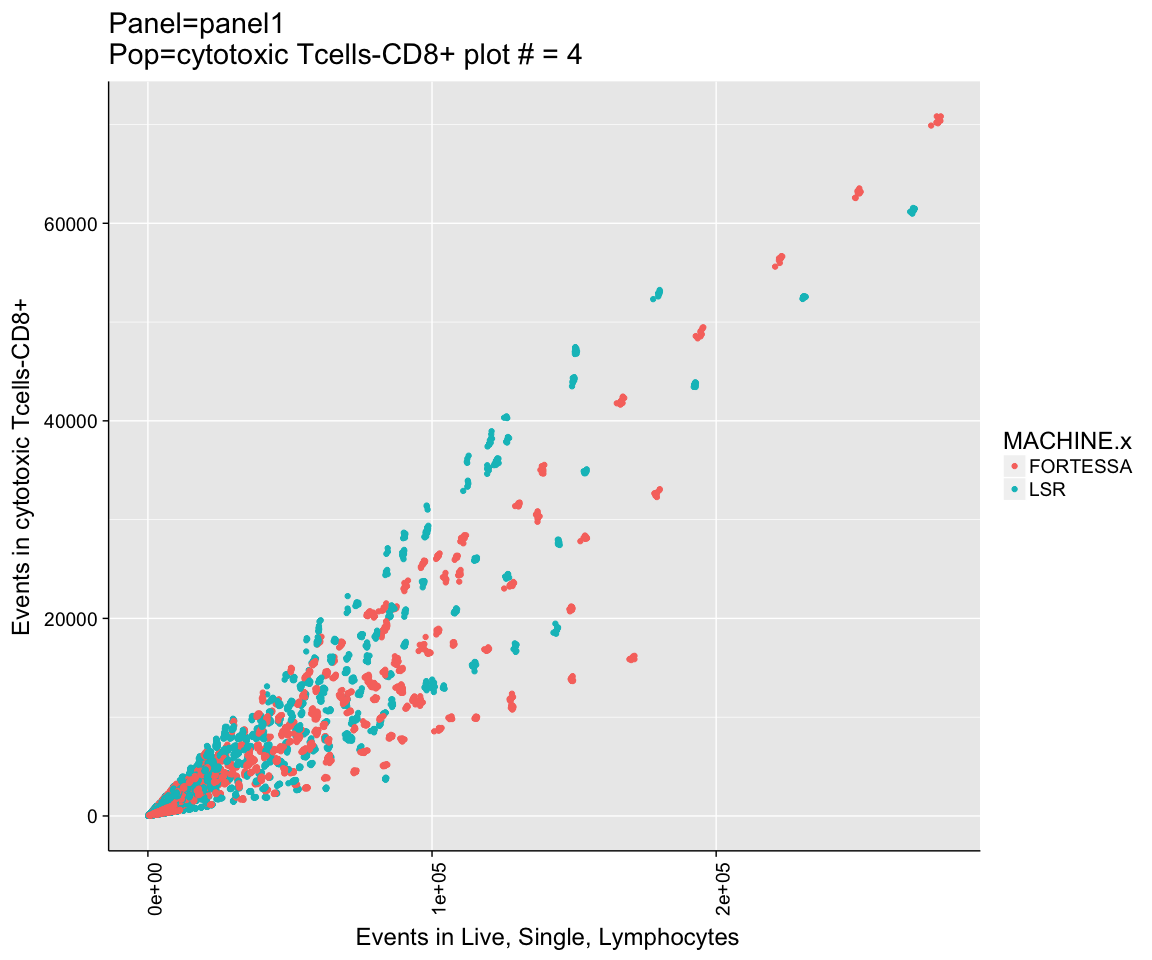 Panel=panel1
Pop=cytotoxic Tcells-CD8+ plot # = 4
Events in cytotoxic Tcells-CD8+
60000
40000
20000
0
0e+00
1e+05
2e+05
Events in Live, Single, Lymphocytes
MACHINE.x
FORTESSA
LSR